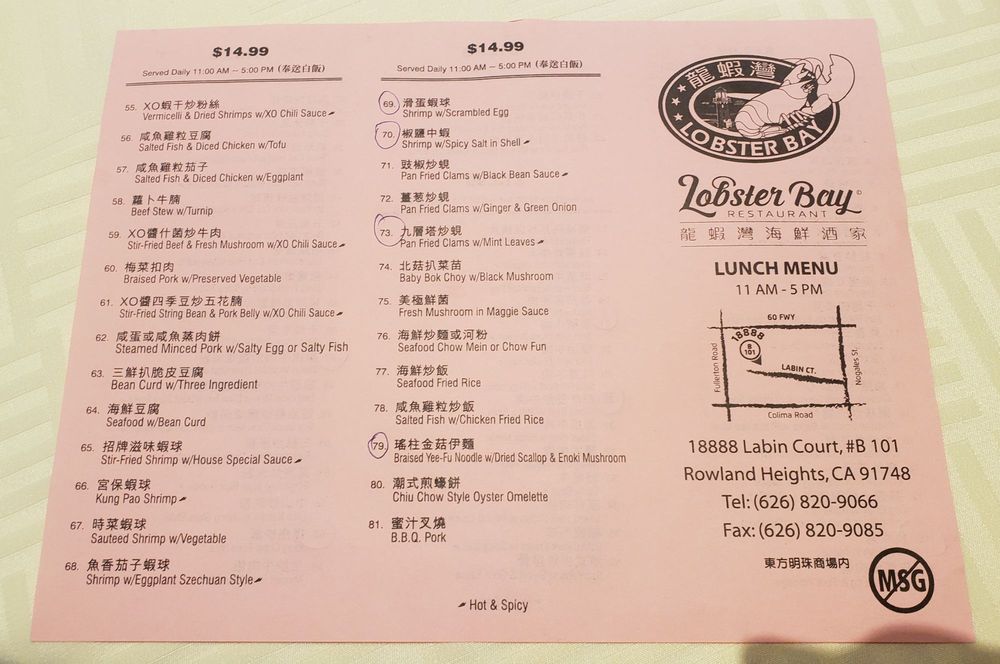 $14.99
Served Daily 11:00 AM – 5:00 PM (奉送白飯)
55. XO蝦干炒粉絲
Vermicelli & Dried Shrimps w/XO Chili Sauce
56. 咸魚雞粒豆腐
Salted Fish & Diced Chicken w/Tofu
57. 咸魚雞粒茄子
Salted Fish & Diced Chicken w/Eggplant
58. 蘿卜牛腩
Beef Stew w/Turnip
59. XO醬什菌炒牛肉
Stir-Fried Beef & Fresh Mushroom w/XO Chili Sauce
60. 梅菜扣肉
Braised Pork w/Preserved Vegetable
61. XO醬四季豆炒五花腩
Stir-Fried String Bean & Pork Belly w/XO Chili Sauce
62. 咸蛋或咸魚蒸肉餅
Steamed Minced Pork w/Salty Egg or Salty Fish
63. 三鮮扒脆皮豆腐
Bean Curd w/Three Ingredient
64. 海鮮豆腐
Seafood w/Bean Curd
65. 招牌滋味蝦球
Stir-Fried Shrimp w/House Special Sauce
66. 宮保蝦球
Kung Pao Shrimp
67. 時菜蝦球
Sauteed Shrimp w/Vegetable
68. 魚香茄子蝦球
Shrimp w/Eggplant Szechuan Style
$14.99
Served Daily 11:00 AM – 5:00 PM (奉送白飯)
69. 滑蛋蝦球
Shrimp w/Scrambled Egg
70. 椒鹽中蝦
Shrimp w/Spicy Salt in Shell
71. 豉椒炒蜆
Pan Fried Clams w/Black Bean Sauce
72. 薑葱炒蜆
Pan Fried Clams w/Ginger & Green Onion
73. 九層塔炒蜆
Pan Fried Clams w/Mint Leaves
74. 北菇扒菜苗
Baby Bok Choy w/Black Mushroom
75. 美極鮮菌
Fresh Mushroom in Maggie Sauce
76. 海鮮炒麵或河粉
Seafood Chow Mein or Chow Fun
77. 海鮮炒飯
Seafood Fried Rice
78. 咸魚雞粒炒飯
Salted Fish w/Chicken Fried Rice
79. 瑤柱金菇伊麵
Braised Yee-Fu Noodle w/Dried Scallop & Enoki Mushroom
80. 潮式煎蠔餅
Chiu Chow Style Oyster Omelette
81. 蜜汁叉燒
B.B.Q. Pork
Hot & Spicy
龍蝦灣
LOBSTER BAY
Lobster Bay©
RESTAURANT
龍蝦灣海鮮酒家
LUNCH MENU
11 AM - 5 PM
60 FWY
18888
B
101
LABIN CT.
Fullerton Road
Nogales St.
Colima Road
18888 Labin Court, #B 101
Rowland Heights, CA 91748
Tel: (626) 820-9066
Fax: (626) 820-9085
東方明珠商場內
MSG